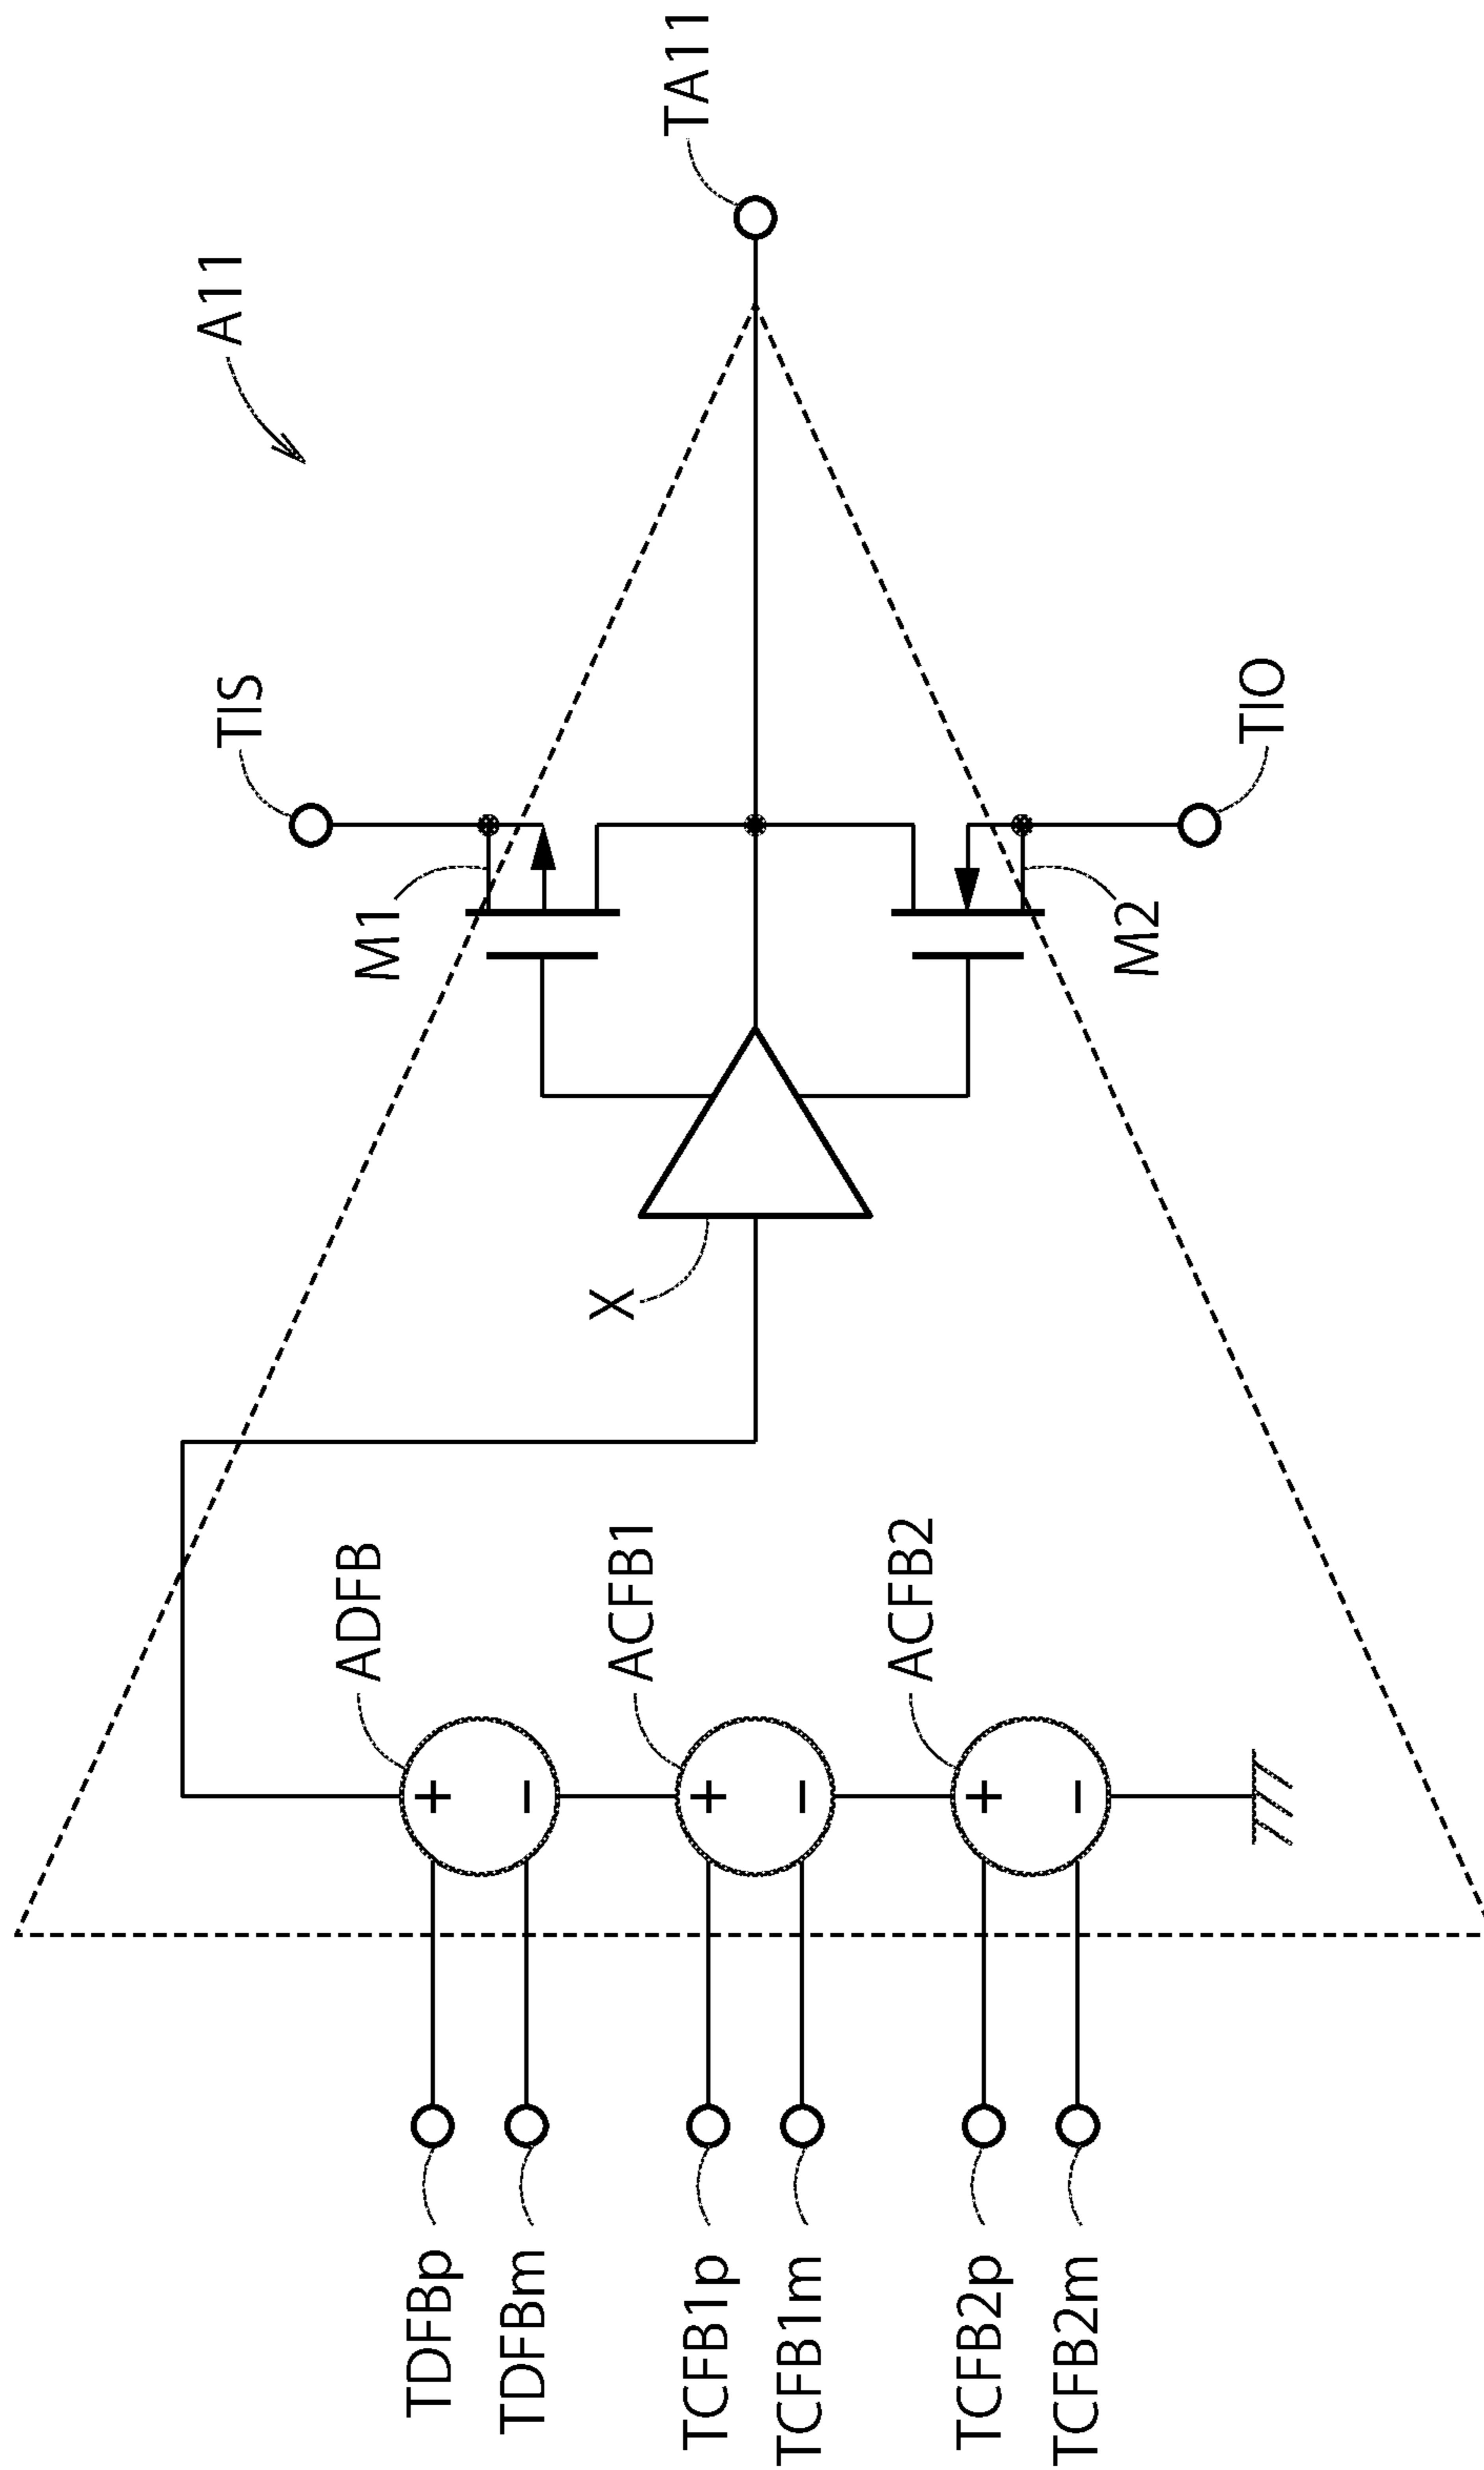 A11
TA11
TIS
M1
M2
TIO
X
ADFB
+
−
ACFB1
+
−
ACFB2
+
−
TDFBp
TDFBm
TCFB1p
TCFB1m
TCFB2p
TCFB2m